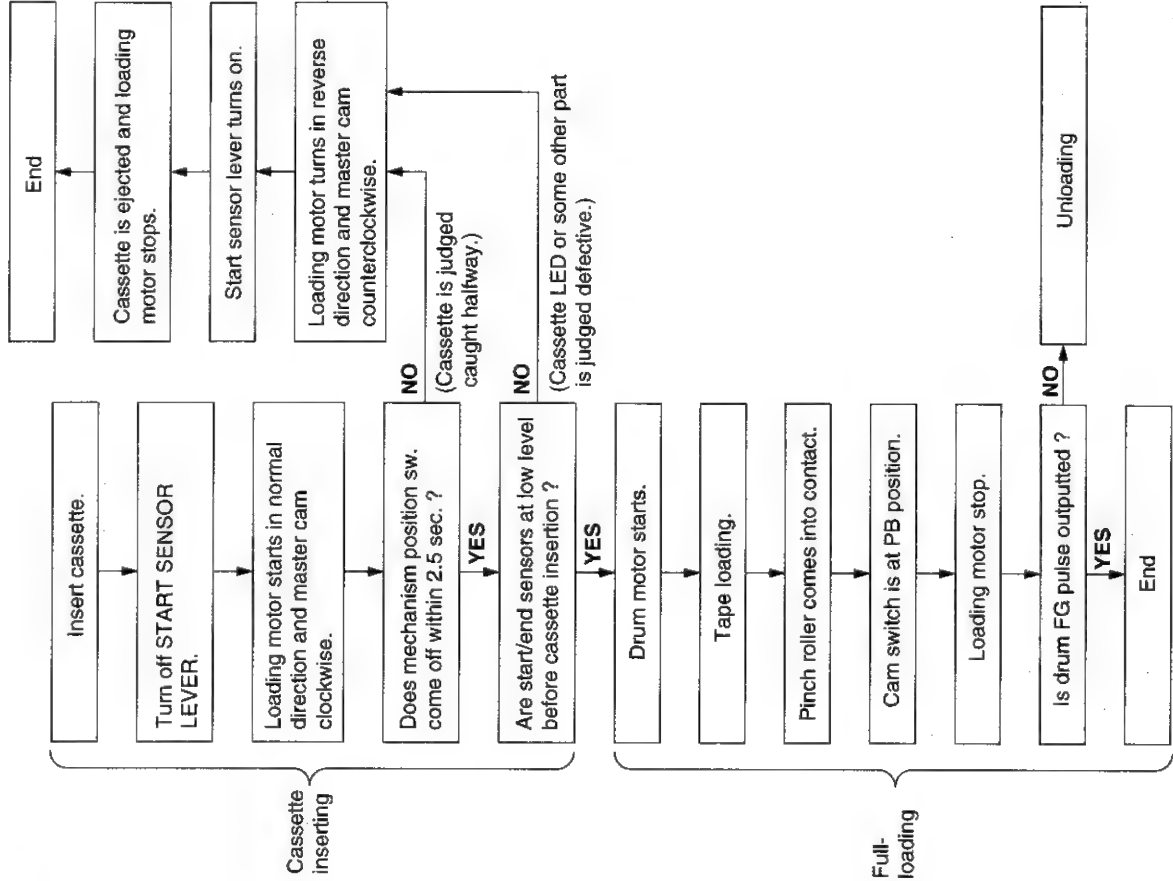 Cassette
inserting
Insert cassette.
Turn off START SENSOR
LEVER.
Loading motor starts in normal
direction and master cam
clockwise.
Does mechanism position sw.
come off within 2.5 sec. ?
YES
NO
(Cassette is judged
caught halfway.)
Are start/end sensors at low level
before cassette insertion ?
YES
NO
(Cassette LED or some other part
is judged defective.)
Loading motor turns in reverse
direction and master cam
counterclockwise.
Start sensor lever turns on.
Cassette is ejected and loading
motor stops.
End
Full-
loading
Drum motor starts.
Tape loading.
Pinch roller comes into contact.
Cam switch is at PB position.
Loading motor stop.
Is drum FG pulse outputted ?
NO
Unloading
YES
End